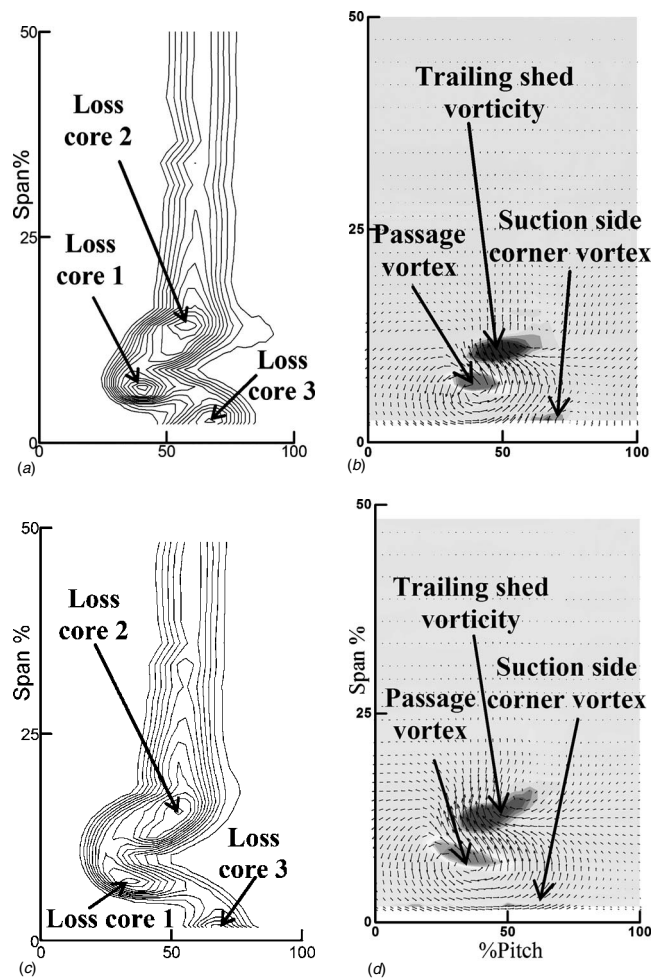 50
Span%
25
0
0
50
100
Loss
core 2
Loss
core 1
Loss
core 3
(a)
50
25
0
0
50
100
Trailing shed
vorticity
Passage
vortex
Suction side
corner vortex
(b)
50
Span %
25
0
0
50
100
Loss
core 2
Loss
core 3
Loss core 1
(c)
50
Span %
25
0
0
50
100
%Pitch
Trailing shed
vorticity
Suction side
corner vortex
Passage
vortex
(d)